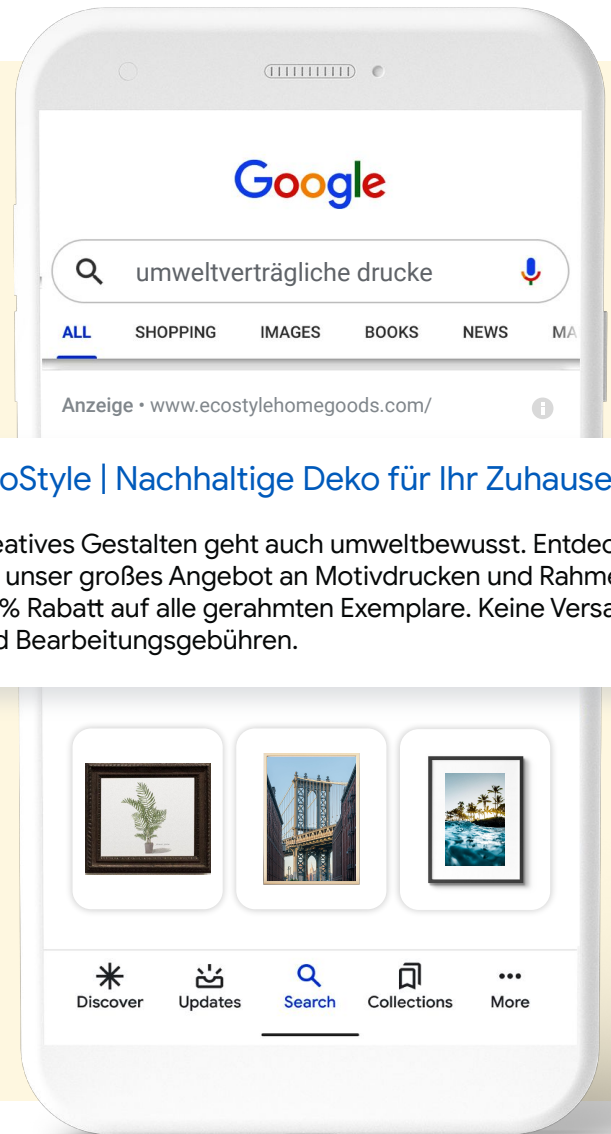 Google
umweltverträgliche drucke
ALL SHOPPING IMAGES BOOKS NEWS MA
Anzeige • www.ecostylehomegoods.com/
oStyle | Nachhaltige Deko für Ihr Zuhause
eatives Gestalten geht auch umweltbewusst. Entdec
unser großes Angebot an Motivdrucken und Rahme
% Rabatt auf alle gerahmten Exemplare. Keine Versa
d Bearbeitungsgebühren.
Discover Updates Search Collections More